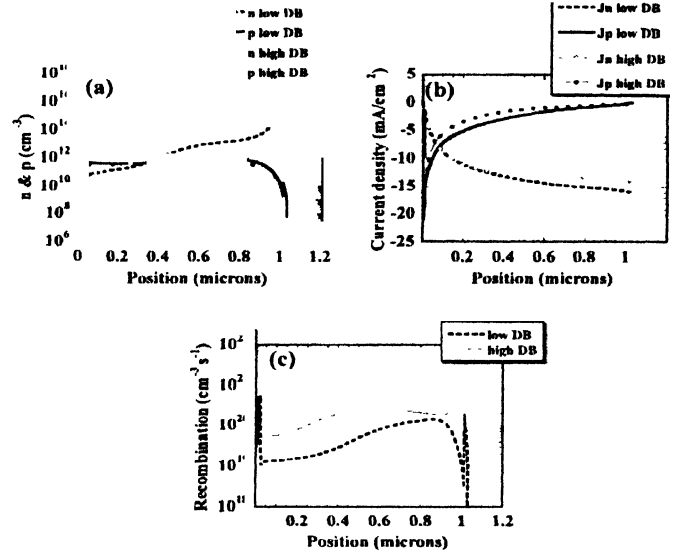 n low DB
p low DB
n high DB
p high DB
(a)
n & p (cm⁻³)
10¹⁴
10¹²
10¹⁰
10⁸
10⁶
0 0.2 0.4 0.6 0.8 1 1.2
Position (microns)
Jn low DB
Jp low DB
Jn high DB
Jp high DB
(b)
Current density (mA/cm²)
0
-5
-10
-15
-20
-25
0.2 0.4 0.6 0.8 1
Position (microns)
low DB
high DB
(c)
Recombination (cm⁻³ s⁻¹)
0.2 0.4 0.6 0.8 1 1.2
Position (microns)